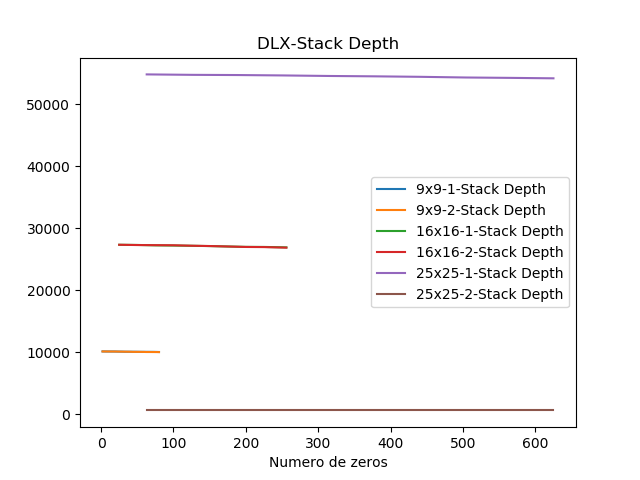 DLX-Stack Depth
50000
40000
30000
20000
10000
0
9x9-1-Stack Depth
9x9-2-Stack Depth
16x16-1-Stack Depth
16x16-2-Stack Depth
25x25-1-Stack Depth
25x25-2-Stack Depth
0 100 200 300 400 500 600
Numero de zeros